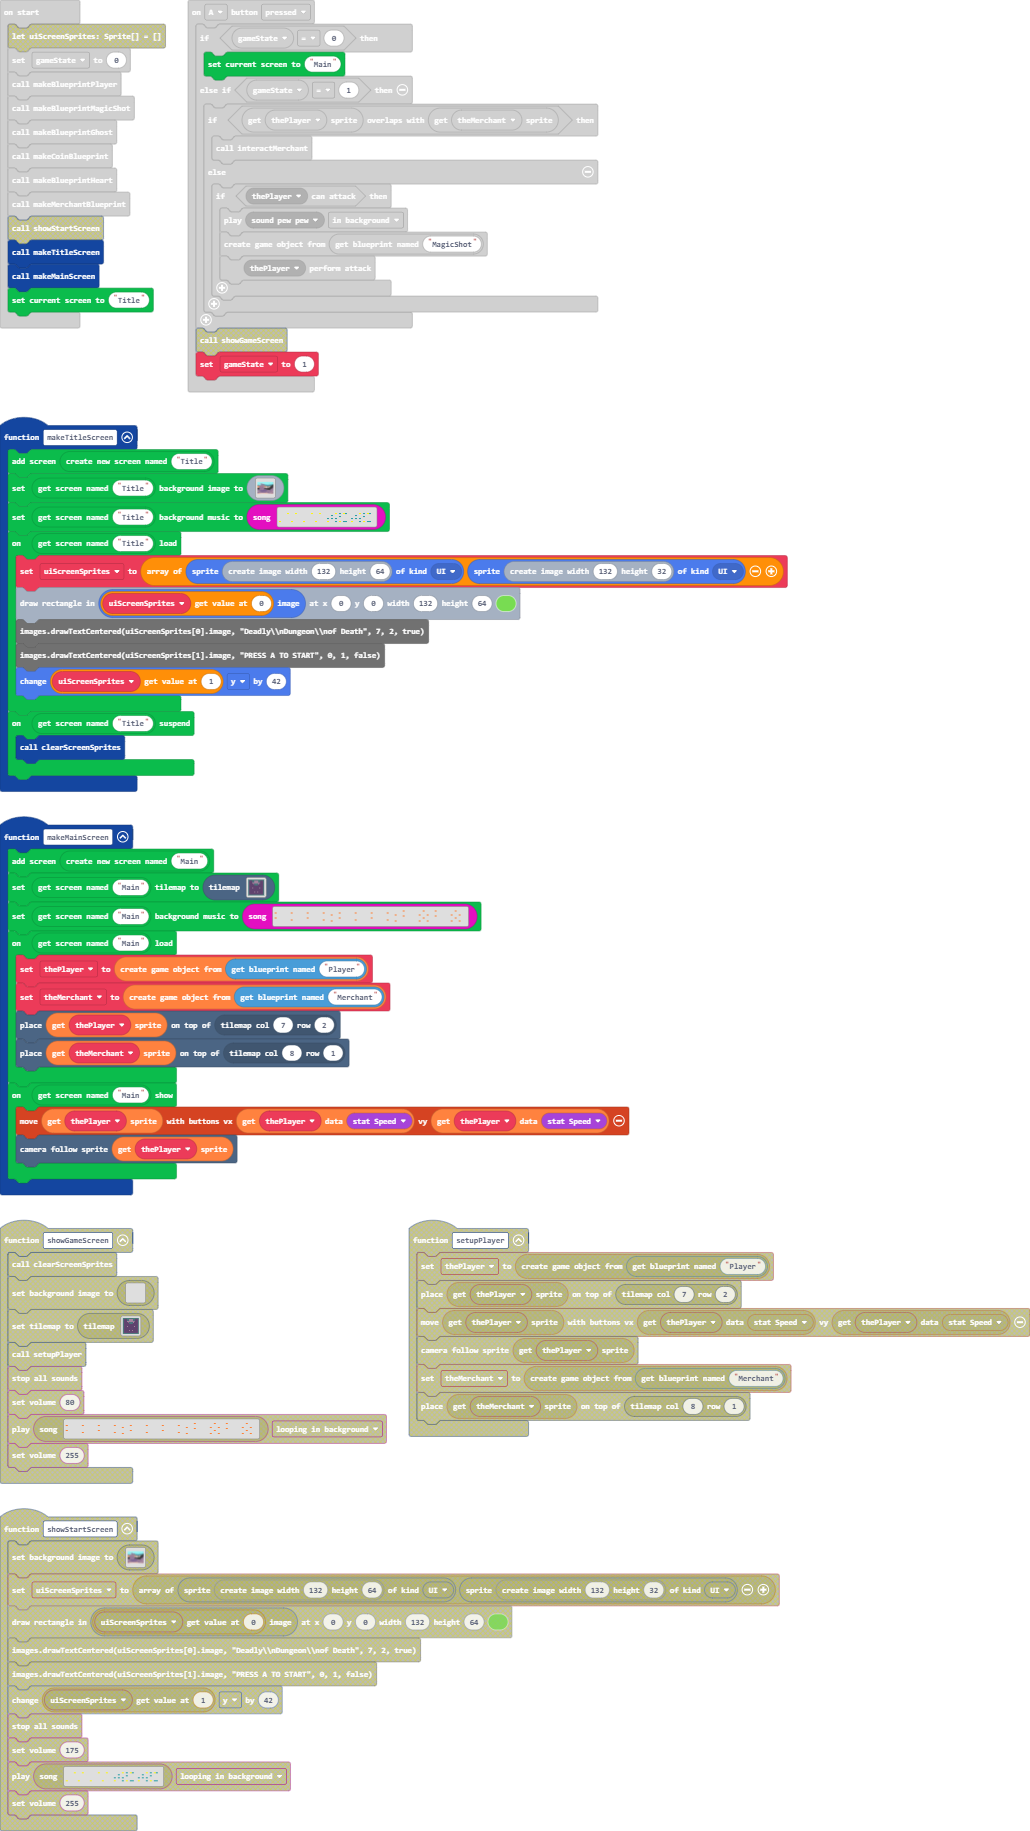 on start
let uiScreenSprites: Sprite[] = []
set gameState to 0
call makeBlueprintPlayer
call makeBlueprintMagicShot
call makeBlueprintGhost
call makeCoinBlueprint
call makeBlueprintHeart
call makeMerchantBlueprint
call showStartScreen
call makeTitleScreen
call makeMainScreen
set current screen to "Title"
on A button pressed
if gameState = 0 then
set current screen to "Main"
else if gameState = 1 then
if get thePlayer sprite overlaps with get theMerchant sprite then
call interactMerchant
else
if thePlayer can attack then
play sound pew pew in background
create game object from get blueprint named "MagicShot"
thePlayer perform attack
call showGameScreen
set gameState to 1
function makeTitleScreen
add screen create new screen named "Title"
set get screen named "Title" background image to
set get screen named "Title" background music to song
on get screen named "Title" load
set uiScreenSprites to array of sprite create image width 132 height 64 of kind UI sprite create image width 132 height 32 of kind UI
draw rectangle in uiScreenSprites get value at 0 image at x 0 y 0 width 132 height 64
images.drawTextCentered(uiScreenSprites[0].image, "Deadly\\nDungeon\\nof Death", 7, 2, true)
images.drawTextCentered(uiScreenSprites[1].image, "PRESS A TO START", 0, 1, false)
change uiScreenSprites get value at 1 y by 42
on get screen named "Title" suspend
call clearScreenSprites
function makeMainScreen
add screen create new screen named "Main"
set get screen named "Main" tilemap to tilemap
set get screen named "Main" background music to song
on get screen named "Main" load
set thePlayer to create game object from get blueprint named "Player"
set theMerchant to create game object from get blueprint named "Merchant"
place get thePlayer sprite on top of tilemap col 7 row 2
place get theMerchant sprite on top of tilemap col 8 row 1
on get screen named "Main" show
move get thePlayer sprite with buttons vx get thePlayer data stat Speed vy get thePlayer data stat Speed
camera follow sprite get thePlayer sprite
function showGameScreen
call clearScreenSprites
set background image to
set tilemap to tilemap
call setupPlayer
stop all sounds
set volume 80
play song looping in background
set volume 255
function setupPlayer
set thePlayer to create game object from get blueprint named "Player"
place get thePlayer sprite on top of tilemap col 7 row 2
move get thePlayer sprite with buttons vx get thePlayer data stat Speed vy get thePlayer data stat Speed
camera follow sprite get thePlayer sprite
set theMerchant to create game object from get blueprint named "Merchant"
place get theMerchant sprite on top of tilemap col 8 row 1
function showStartScreen
set background image to
set uiScreenSprites to array of sprite create image width 132 height 64 of kind UI sprite create image width 132 height 32 of kind UI
draw rectangle in uiScreenSprites get value at 0 image at x 0 y 0 width 132 height 64
images.drawTextCentered(uiScreenSprites[0].image, "Deadly\\nDungeon\\nof Death", 7, 2, true)
images.drawTextCentered(uiScreenSprites[1].image, "PRESS A TO START", 0, 1, false)
change uiScreenSprites get value at 1 y by 42
stop all sounds
set volume 175
play song looping in background
set volume 255